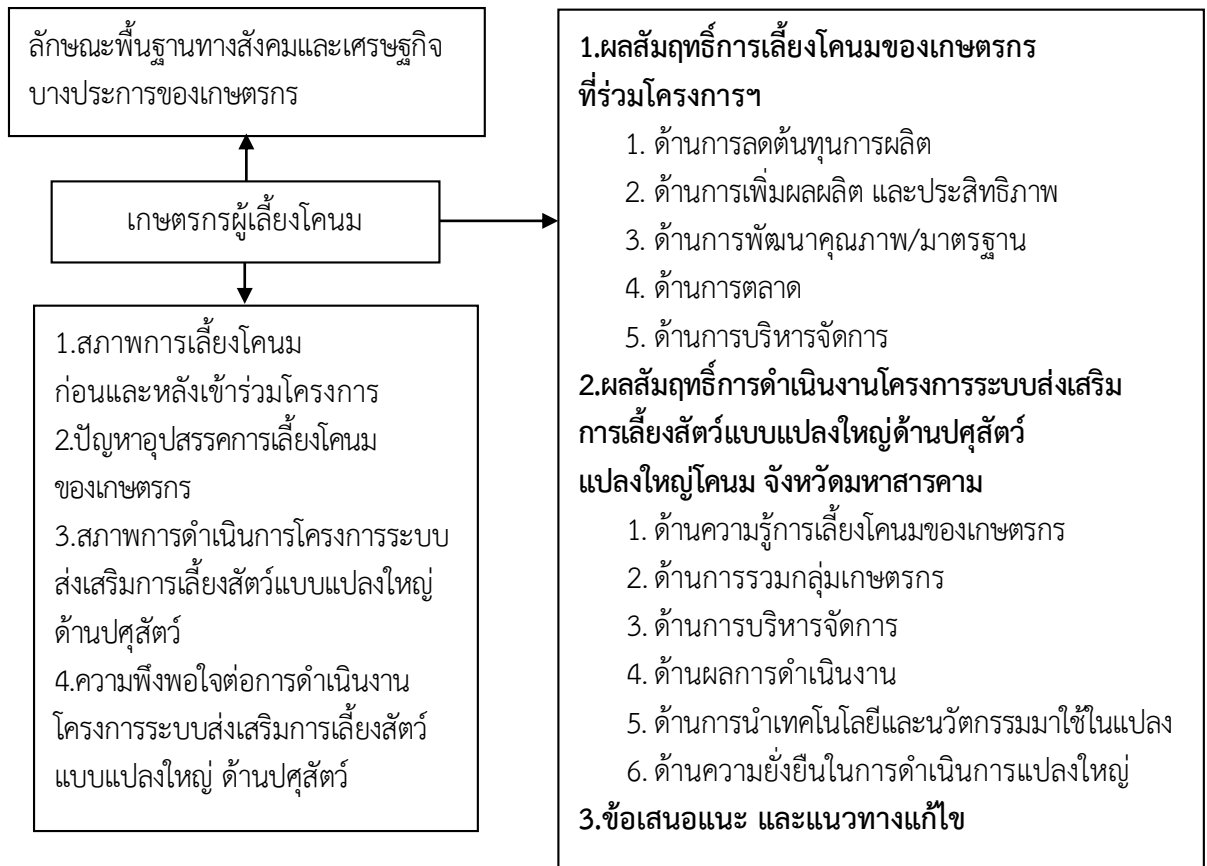 ลักษณะพื้นฐานทางสังคมและเศรษฐกิจ
บางประการของเกษตรกร
เกษตรกรผู้เลี้ยงโคนม
1.สภาพการเลี้ยงโคนม
ก่อนและหลังเข้าร่วมโครงการ
2.ปัญหาอุปสรรคการเลี้ยงโคนม
ของเกษตรกร
3.สภาพการดำเนินการโครงการระบบ
ส่งเสริมการเลี้ยงสัตว์แบบแปลงใหญ่
ด้านปศุสัตว์
4.ความพึงพอใจต่อการดำเนินงาน
โครงการระบบส่งเสริมการเลี้ยงสัตว์
แบบแปลงใหญ่ ด้านปศุสัตว์
1.ผลสัมฤทธิ์การเลี้ยงโคนมของเกษตรกร
ที่ร่วมโครงการฯ
1. ด้านการลดต้นทุนการผลิต
2. ด้านการเพิ่มผลผลิต และประสิทธิภาพ
3. ด้านการพัฒนาคุณภาพ/มาตรฐาน
4. ด้านการตลาด
5. ด้านการบริหารจัดการ
2.ผลสัมฤทธิ์การดำเนินงานโครงการระบบส่งเสริม
การเลี้ยงสัตว์แบบแปลงใหญ่ด้านปศุสัตว์
แปลงใหญ่โคนม จังหวัดมหาสารคาม
1. ด้านความรู้การเลี้ยงโคนมของเกษตรกร
2. ด้านการรวมกลุ่มเกษตรกร
3. ด้านการบริหารจัดการ
4. ด้านผลการดำเนินงาน
5. ด้านการนำเทคโนโลยีและนวัตกรรมมาใช้ในแปลง
6. ด้านความยั่งยืนในการดำเนินการแปลงใหญ่
3.ข้อเสนอแนะ และแนวทางแก้ไข